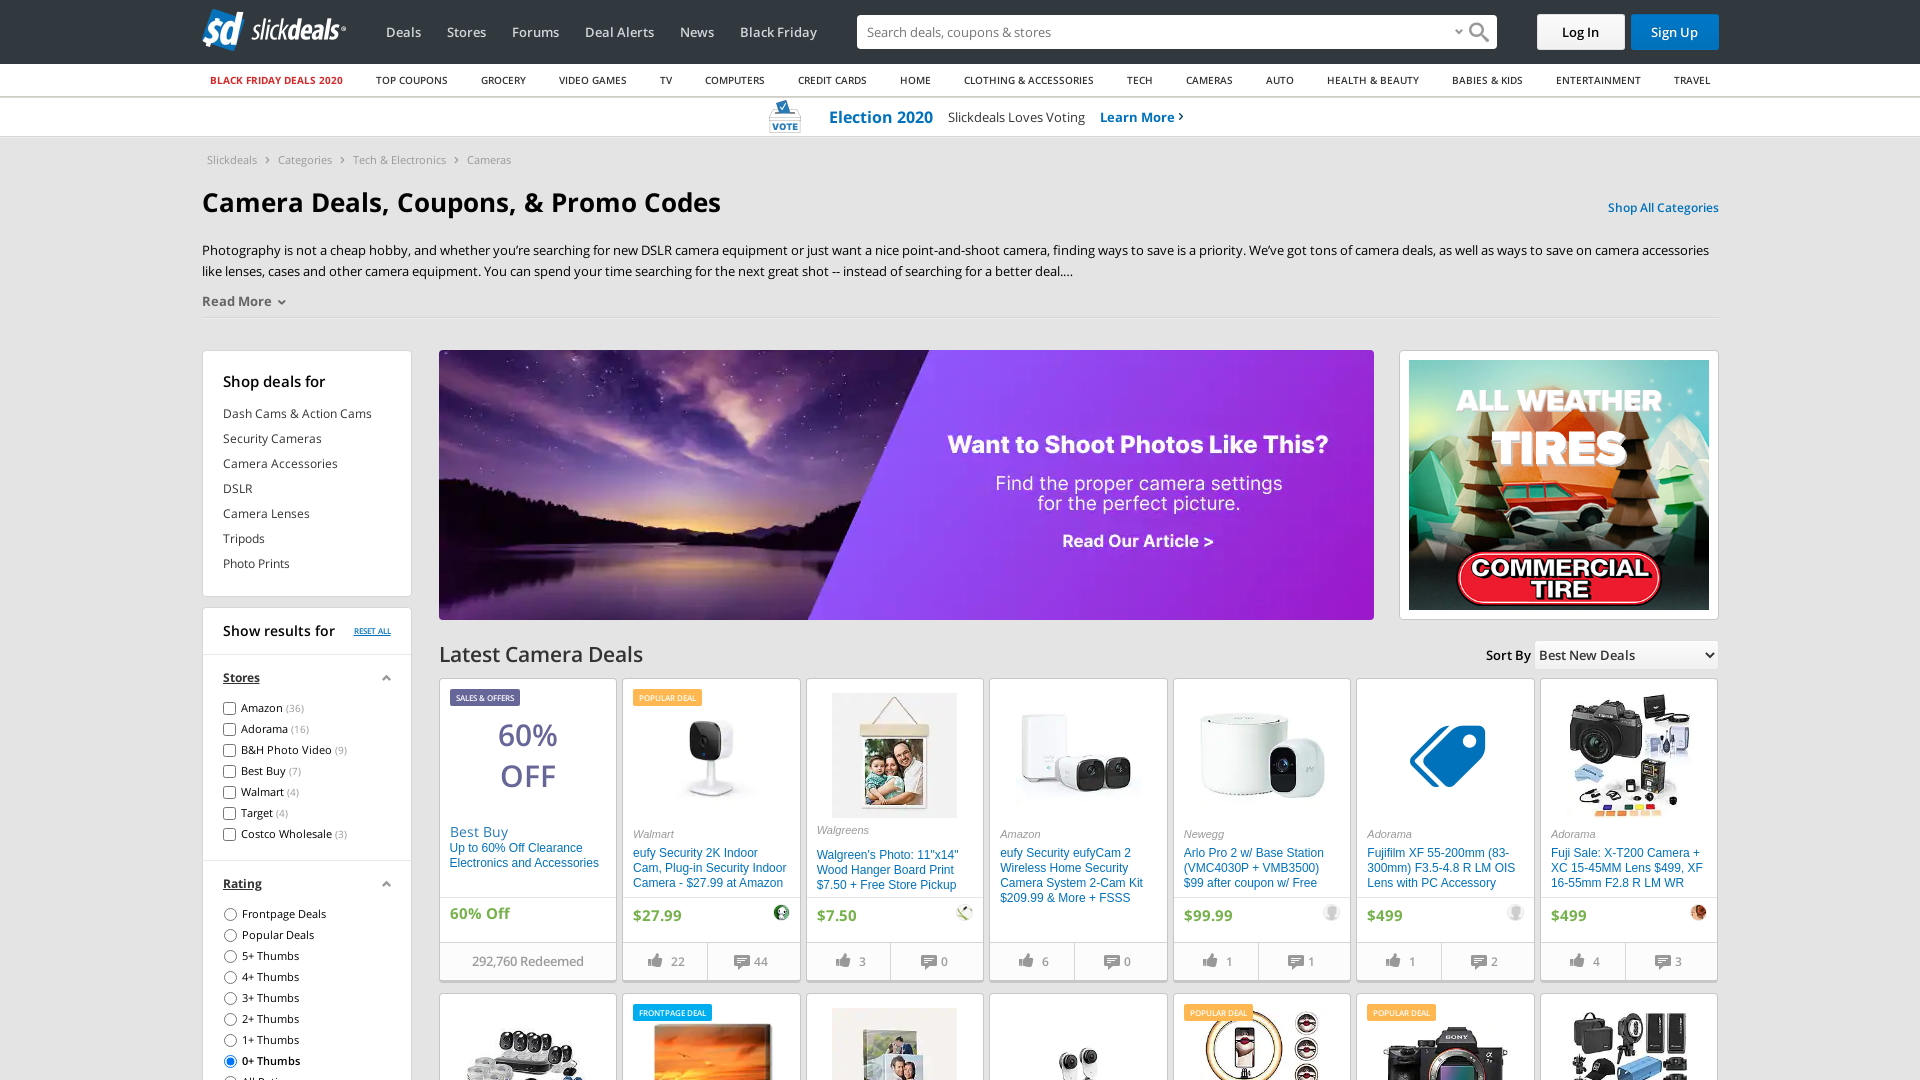 slickdeals
Deals
Stores
Forums
Deal Alerts
News
Black Friday
Search deals, coupons & stores
Log In
Sign Up
BLACK FRIDAY DEALS 2020
TOP COUPONS
GROCERY
VIDEO GAMES
TV
COMPUTERS
CREDIT CARDS
HOME
CLOTHING & ACCESSORIES
TECH
CAMERAS
AUTO
HEALTH & BEAUTY
BABIES & KIDS
ENTERTAINMENT
TRAVEL
VOTE
Election 2020
Slickdeals Loves Voting
Learn More
Slickdeals
Categories
Tech & Electronics
Cameras
Camera Deals, Coupons, & Promo Codes
Shop All Categories
Photography is not a cheap hobby, and whether you’re searching for new DSLR camera equipment or just want a nice point-and-shoot camera, finding ways to save is a priority. We’ve got tons of camera deals, as well as ways to save on camera accessories
like lenses, cases and other camera equipment. You can spend your time searching for the next great shot -- instead of searching for a better deal.…
Read More
Shop deals for
Dash Cams & Action Cams
Security Cameras
Camera Accessories
DSLR
Camera Lenses
Tripods
Photo Prints
Want to Shoot Photos Like This?
Find the proper camera settings
for the perfect picture.
Read Our Article >
ALL WEATHER
TIRES
COMMERCIAL
TIRE
Show results for
RESET ALL
Stores
Amazon (36)
Adorama (16)
B&H Photo Video (9)
Best Buy (7)
Walmart (4)
Target (4)
Costco Wholesale (3)
Rating
Frontpage Deals
Popular Deals
5+ Thumbs
4+ Thumbs
3+ Thumbs
2+ Thumbs
1+ Thumbs
0+ Thumbs
Latest Camera Deals
Sort By
Best New Deals
SALES & OFFERS
60%
OFF
Best Buy
Up to 60% Off Clearance
Electronics and Accessories
60% Off
292,760 Redeemed
POPULAR DEAL
Walmart
eufy Security 2K Indoor
Cam, Plug-in Security Indoor
Camera - $27.99 at Amazon
$27.99
22
44
Walgreens
Walgreen's Photo: 11"x14"
Wood Hanger Board Print
$7.50 + Free Store Pickup
$7.50
3
0
Amazon
eufy Security eufyCam 2
Wireless Home Security
Camera System 2-Cam Kit
$209.99 & More + FSSS
6
0
Newegg
Arlo Pro 2 w/ Base Station
(VMC4030P + VMB3500)
$99 after coupon w/ Free
$99.99
1
1
Adorama
Fujifilm XF 55-200mm (83-
300mm) F3.5-4.8 R LM OIS
Lens with PC Accessory
$499
1
2
Adorama
Fuji Sale: X-T200 Camera +
XC 15-45MM Lens $499, XF
16-55mm F2.8 R LM WR
$499
4
3
FRONTPAGE DEAL
POPULAR DEAL
POPULAR DEAL
SONY